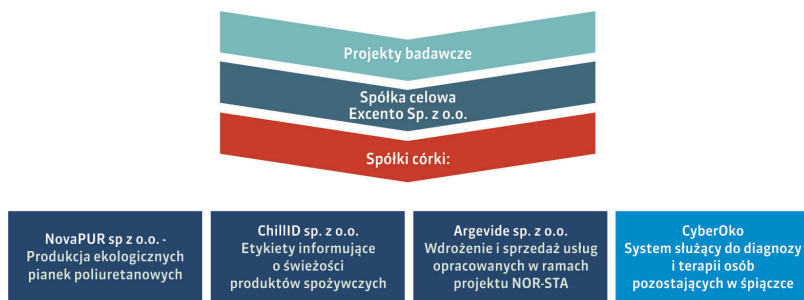 Projekty badawcze
Spółka celowa
Excento Sp. z o.o.
Spółki córki:
NovaPUR sp z o.o. -
Produkcja ekologicznych
pianek poliuretanowych
ChillID sp. z o.o.
Etykiety informujące
o świeżości
produktów spożywczych
Argevide sp. z o.o.
Wdrożenie i sprzedaż usług
opracowanych w ramach
projektu NOR-STA
CyberOko
System służący do diagnozy
i terapii osób
pozostających w śpiączce